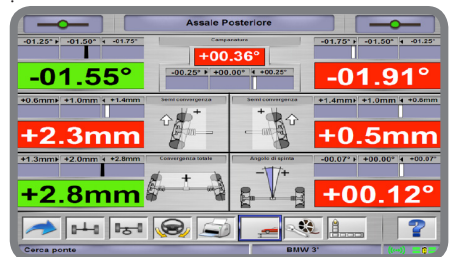 Assale Posteriore
-01.25° -01.50° -01.75°
Campanatura
-01.75° -01.50° -01.25°
-01.55°
+00.36°
-00.25° +00.00° +00.25°
-01.91°
+0.6mm +1.0mm +1.4mm
Semi convergenza
Semi convergenza
+1.4mm +1.0mm +0.6mm
+2.3mm
+0.5mm
+1.3mm +2.0mm +2.8mm
Convergenza totale
Angolo di spinta
-00.07° +00.00° +00.07°
+2.8mm
+00.12°
?
Cerca ponte
BMW 3'